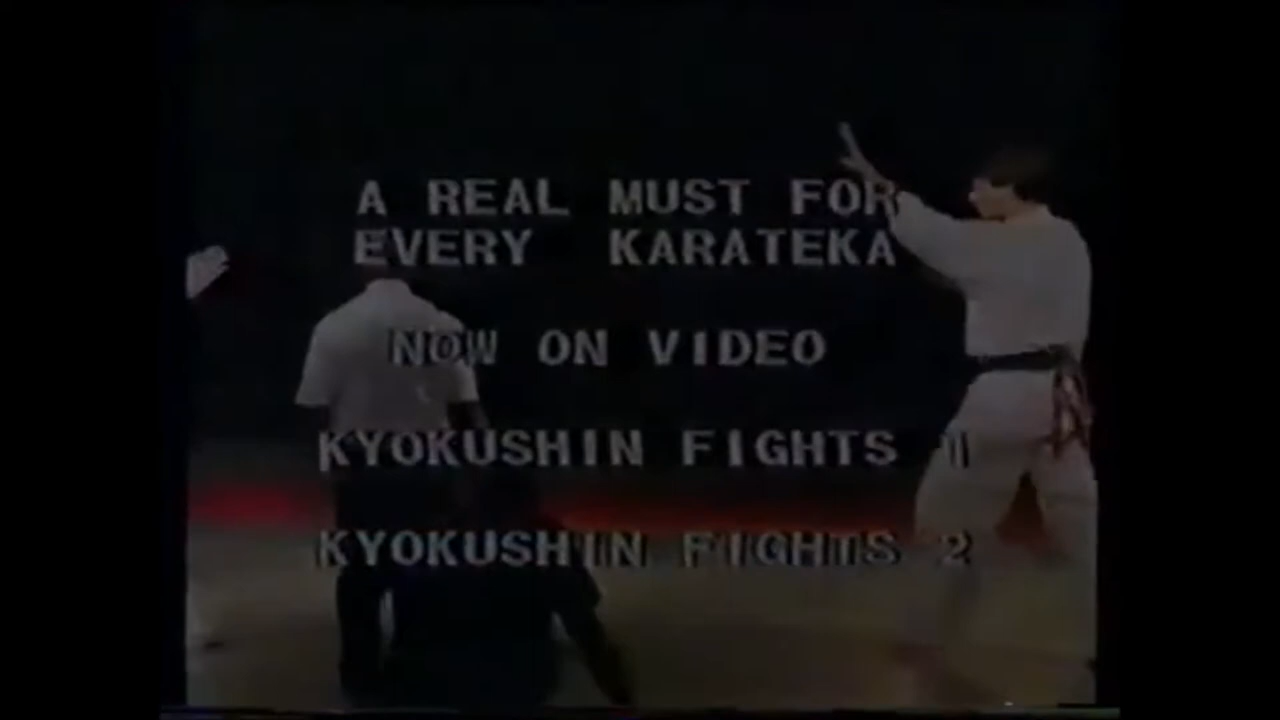 A REAL MUST FOR
EVERY KARATEKA
NOW ON VIDEO
KYOKUSHIN FIGHTS 1
KYOKUSHIN FIGHTS 2